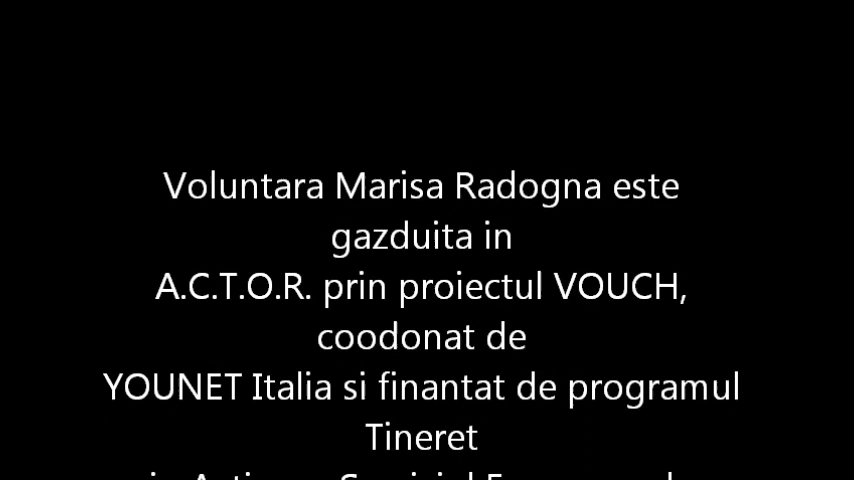 Voluntara Marisa Radogna este
gazduita in
A.C.T.O.R. prin proiectul VOUCH,
coodonat de
YOUNET Italia si finantat de programul
Tineret